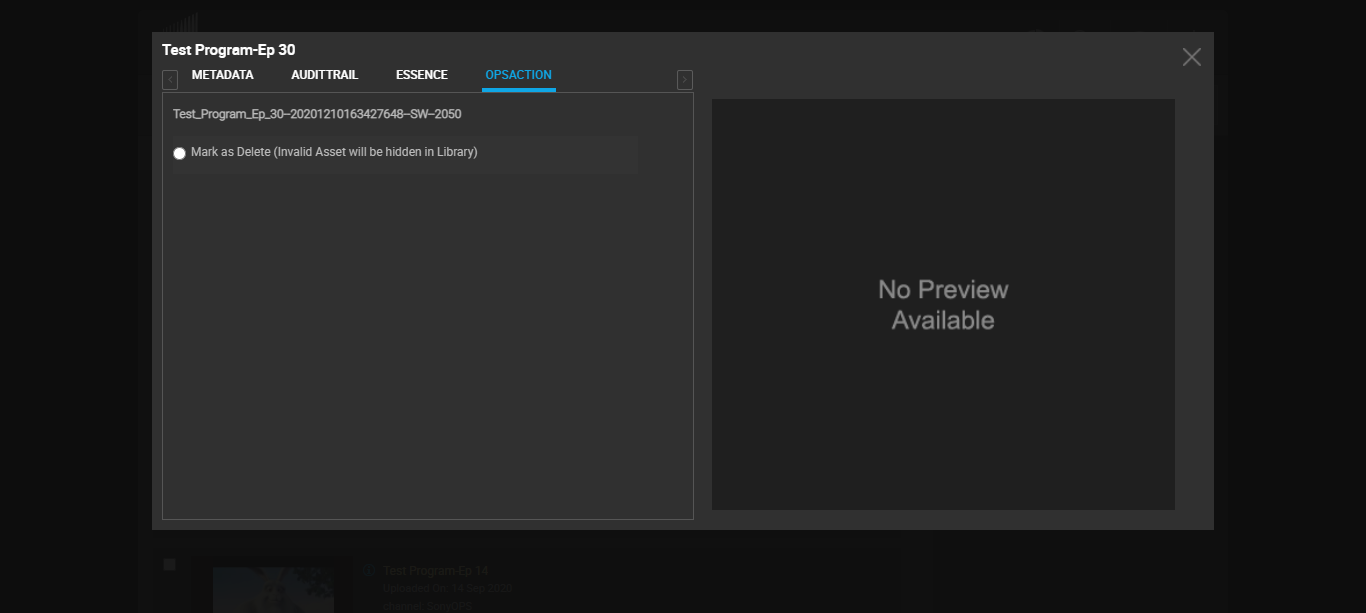 Test Program-Ep 30
METADATA AUDITTRAIL ESSENCE OPSACTION
Test_Program_Ep_30--20201210163427648--SW--2050
Mark as Delete (Invalid Asset will be hidden in Library)
No Preview
Available
Test Program-Ep 14
Uploaded On: 14 Sep 2020